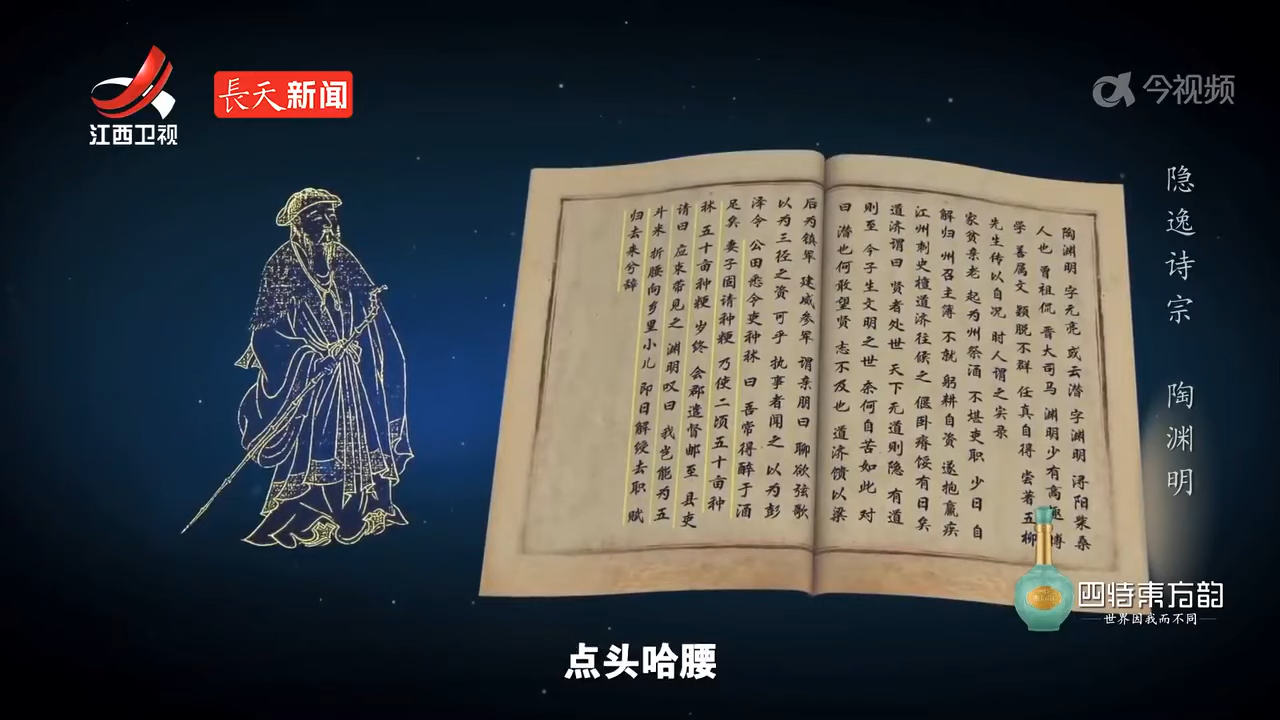 江西卫视
長天新闻
今视频
隐逸诗宗 陶渊明
陶渊明 字元亮 或云潜 字渊明 浔阳柴桑
人也 曾祖侃 晋大司马 渊明少有高趣 博
学 善属文 颖脱不群 任真自得 尝著五柳
先生传以自况 时人谓之实录
家贫亲老 起为州祭酒 不堪吏职 少日 自
解归 州召主簿 不就 躬耕自资 遂抱羸疾
江州刺史檀道济往候之 偃卧瘠馁有日矣
道济谓曰 贤者处世 天下无道则隐 有道
则至 今子生文明之世 奈何自苦如此 对
曰 潜也何敢望贤 志不及也 道济馈以梁
后为镇军 建威参军 谓亲朋曰 聊欲弦歌
以为三径之资 可乎 执事者闻之 以为彭
泽令 公田悉令吏种秫 曰 吾常得醉于酒
足矣 妻子固请种粳 乃使二顷五十亩种
秫 五十亩种粳 岁终 会郡遣督邮至 县吏
请曰 应束带见之 渊明叹曰 我岂能为五
斗米 折腰向乡里小儿 即日解绶去职 赋
归去来兮辞
四特東方韵
世界因我而不同
点头哈腰